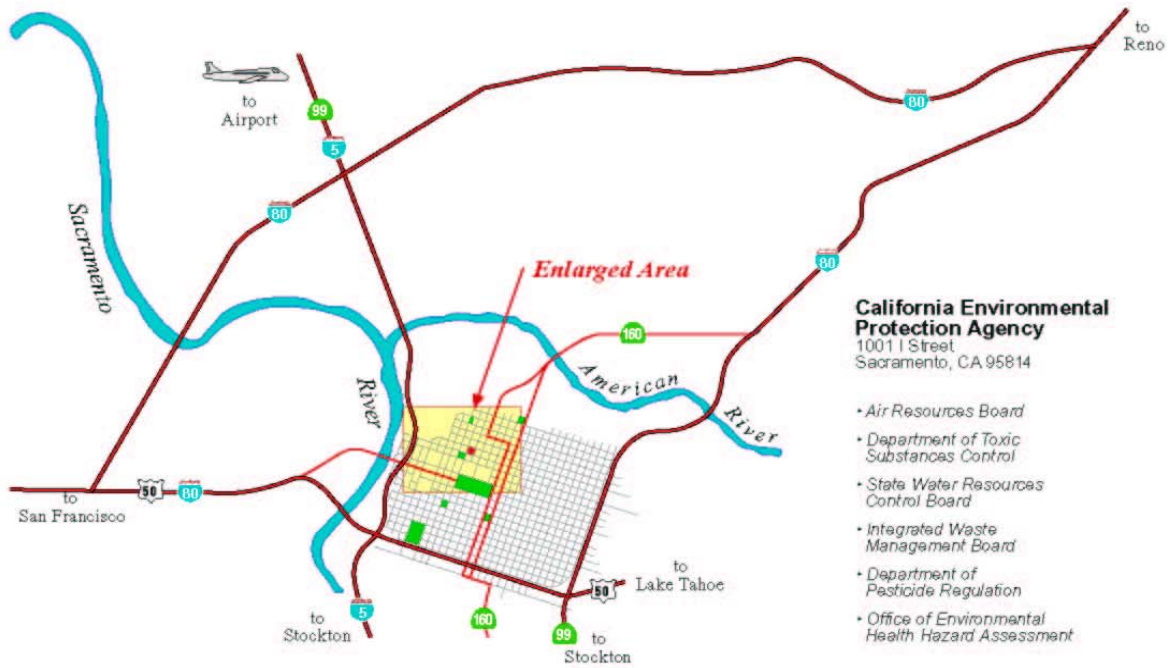 to
Reno
to
Airport
99
5
80
80
80
Sacramento
River
Enlarged Area
160
American
River
California Environmental
Protection Agency
1001 I Street
Sacramento, CA 95814
• Air Resources Board
• Department of Toxic
Substances Control
• State Water Resources
Control Board
• Integrated Waste
Management Board
• Department of
Pesticide Regulation
• Office of Environmental
Health Hazard Assessment
50
80
to
San Francisco
to
Lake Tahoe
50
to
Stockton
5
160
99
to
Stockton